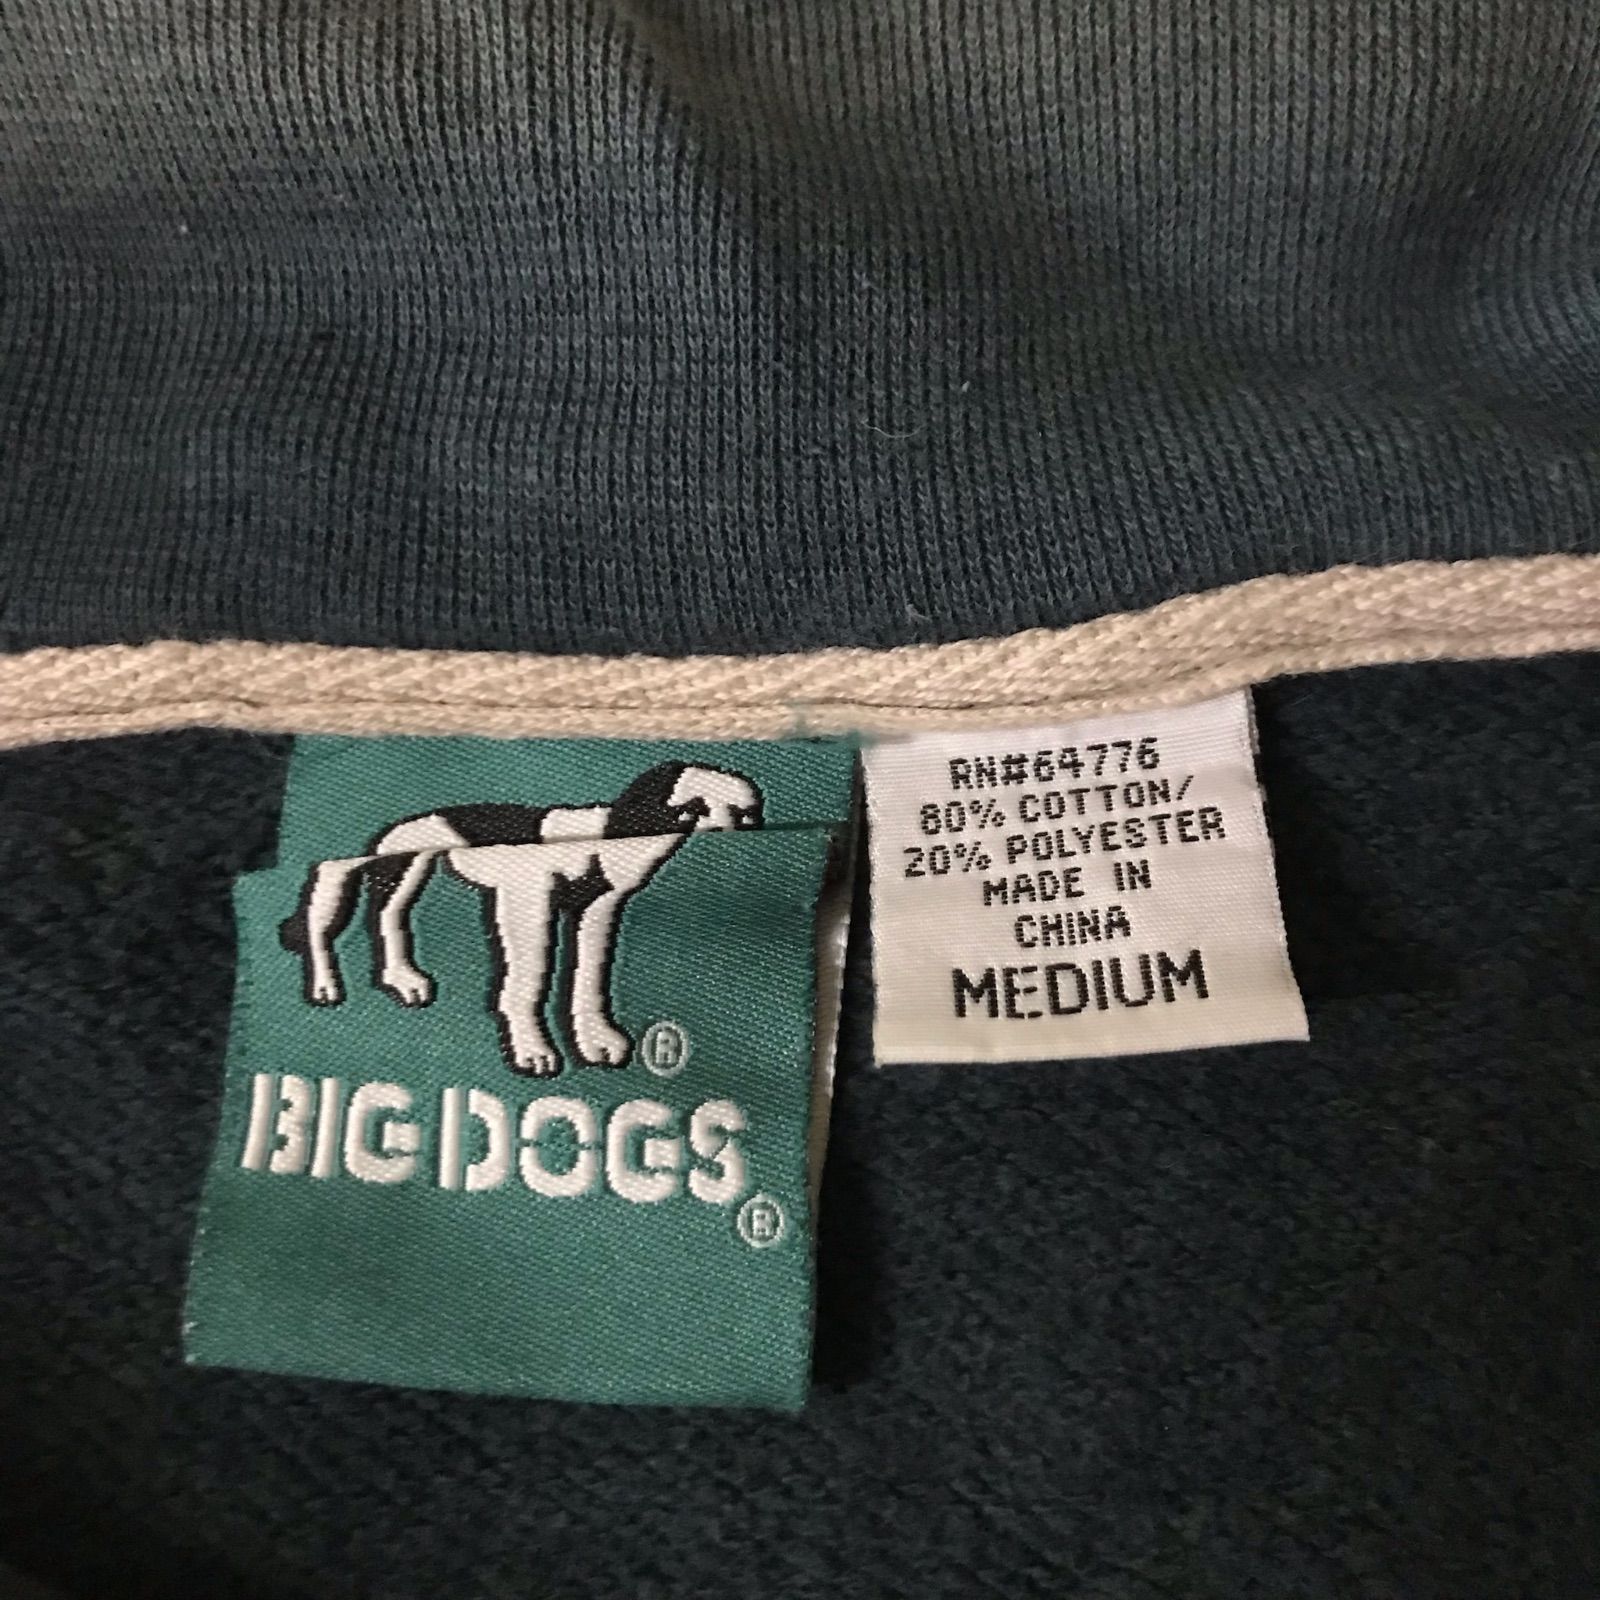 ®
BIG DOGS®
RN#64776
80% COTTON/
20% POLYESTER
MADE IN
CHINA
MEDIUM